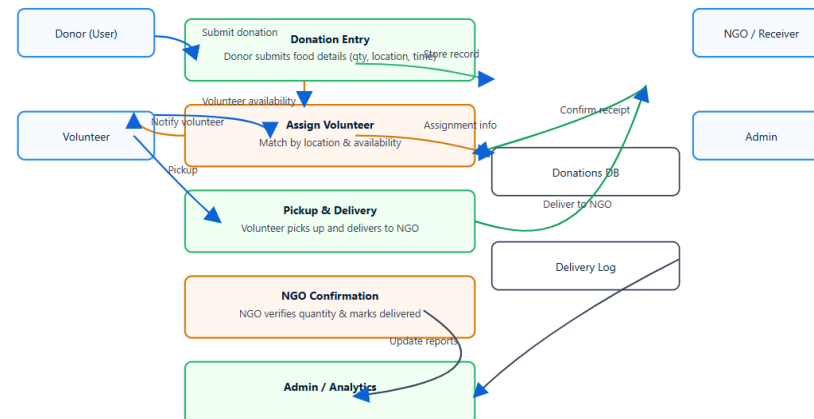 Donor (User)
Submit donation
Donation Entry
Donor submits food details (qty, location, time)
Store record
NGO / Receiver
Volunteer availability
Volunteer
Notify volunteer
Assign Volunteer
Match by location & availability
Assignment info
Confirm receipt
Admin
Pickup
Donations DB
Pickup & Delivery
Volunteer picks up and delivers to NGO
Deliver to NGO
Delivery Log
NGO Confirmation
NGO verifies quantity & marks delivered
Update reports
Admin / Analytics